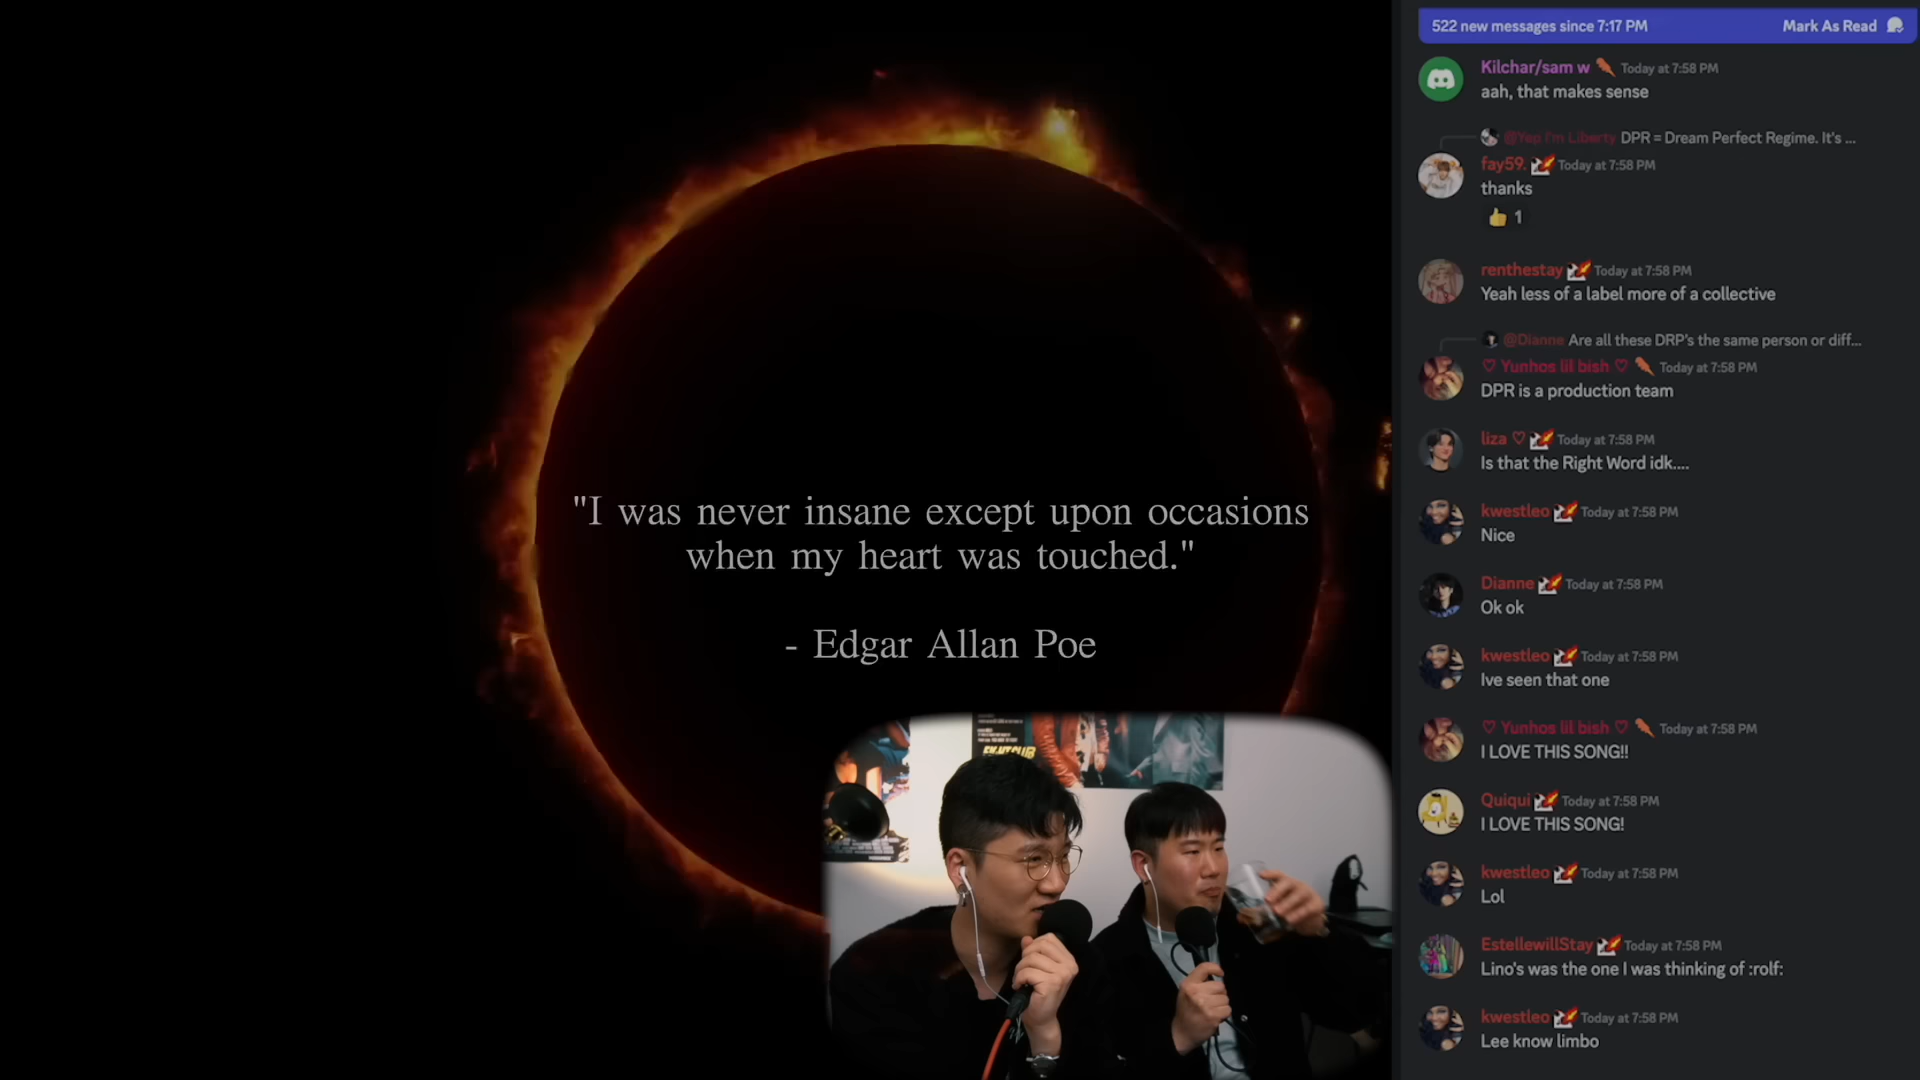 "I was never insane except upon occasions
when my heart was touched."
- Edgar Allan Poe
522 new messages since 7:17 PM
Mark As Read
Kilchar/sam w Today at 7:58 PM
aah, that makes sense
@Yep I'm Liberty DPR = Dream Perfect Regime. It's ...
fay59. Today at 7:58 PM
thanks
1
renthestay Today at 7:58 PM
Yeah less of a label more of a collective
@Dianne Are all these DRP's the same person or diff...
♡ Yunhos lil bish ♡ Today at 7:58 PM
DPR is a production team
liza ♡ Today at 7:58 PM
Is that the Right Word idk....
kwestleo Today at 7:58 PM
Nice
Dianne Today at 7:58 PM
Ok ok
kwestleo Today at 7:58 PM
Ive seen that one
♡ Yunhos lil bish ♡ Today at 7:58 PM
I LOVE THIS SONG!!
Quiqui Today at 7:58 PM
I LOVE THIS SONG!
kwestleo Today at 7:58 PM
Lol
EstellewillStay Today at 7:58 PM
Lino's was the one I was thinking of :rolf:
kwestleo Today at 7:58 PM
Lee know limbo